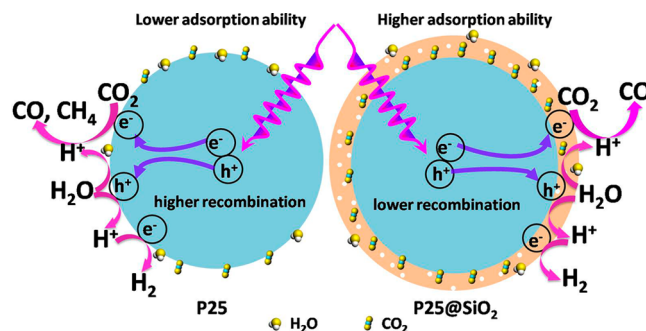 Lower adsorption ability
Higher adsorption ability
CO₂
CO, CH₄
e⁻
e⁻
H⁺
h⁺
h⁺
H₂O
higher recombination
e⁻
H⁺
H₂
P25
CO₂
CO
e⁻
e⁻
H⁺
h⁺
h⁺
H₂O
lower recombination
e⁻
H⁺
H₂
P25@SiO₂
H₂O
CO₂